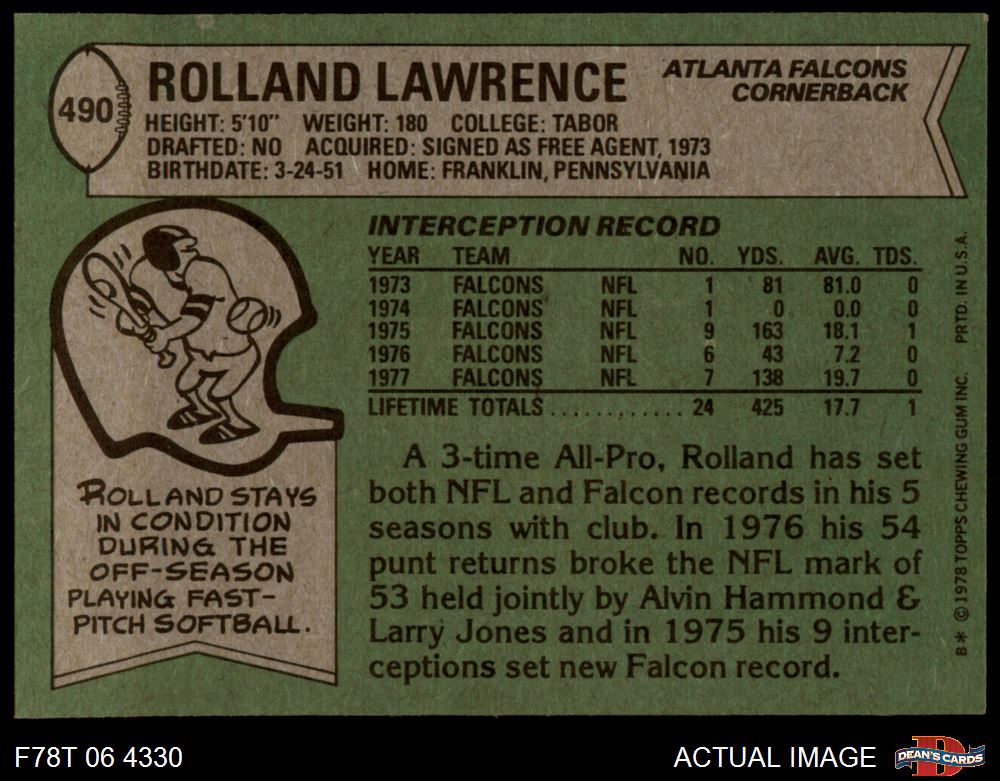 490
ROLLAND LAWRENCE
ATLANTA FALCONS
CORNERBACK
HEIGHT: 5'10" WEIGHT: 180 COLLEGE: TABOR
DRAFTED: NO ACQUIRED: SIGNED AS FREE AGENT, 1973
BIRTHDATE: 3-24-51 HOME: FRANKLIN, PENNSYLVANIA
INTERCEPTION RECORD
YEAR TEAM NO. YDS. AVG. TDS.
1973 FALCONS NFL 1 81 81.0 0
1974 FALCONS NFL 1 0 0.0 0
1975 FALCONS NFL 9 163 18.1 1
1976 FALCONS NFL 6 43 7.2 0
1977 FALCONS NFL 7 138 19.7 0
LIFETIME TOTALS............ 24 425 17.7 1
A 3-time All-Pro, Rolland has set
both NFL and Falcon records in his 5
seasons with club. In 1976 his 54
punt returns broke the NFL mark of
53 held jointly by Alvin Hammond &
Larry Jones and in 1975 his 9 inter-
ceptions set new Falcon record.
ROLLAND STAYS
IN CONDITION
DURING THE
OFF-SEASON
PLAYING FAST-
PITCH SOFTBALL.
B* © 1978 TOPPS CHEWING GUM INC. PRTD. IN U.S.A.
F78T 06 4330
ACTUAL IMAGE
D
DEAN'S CARDS